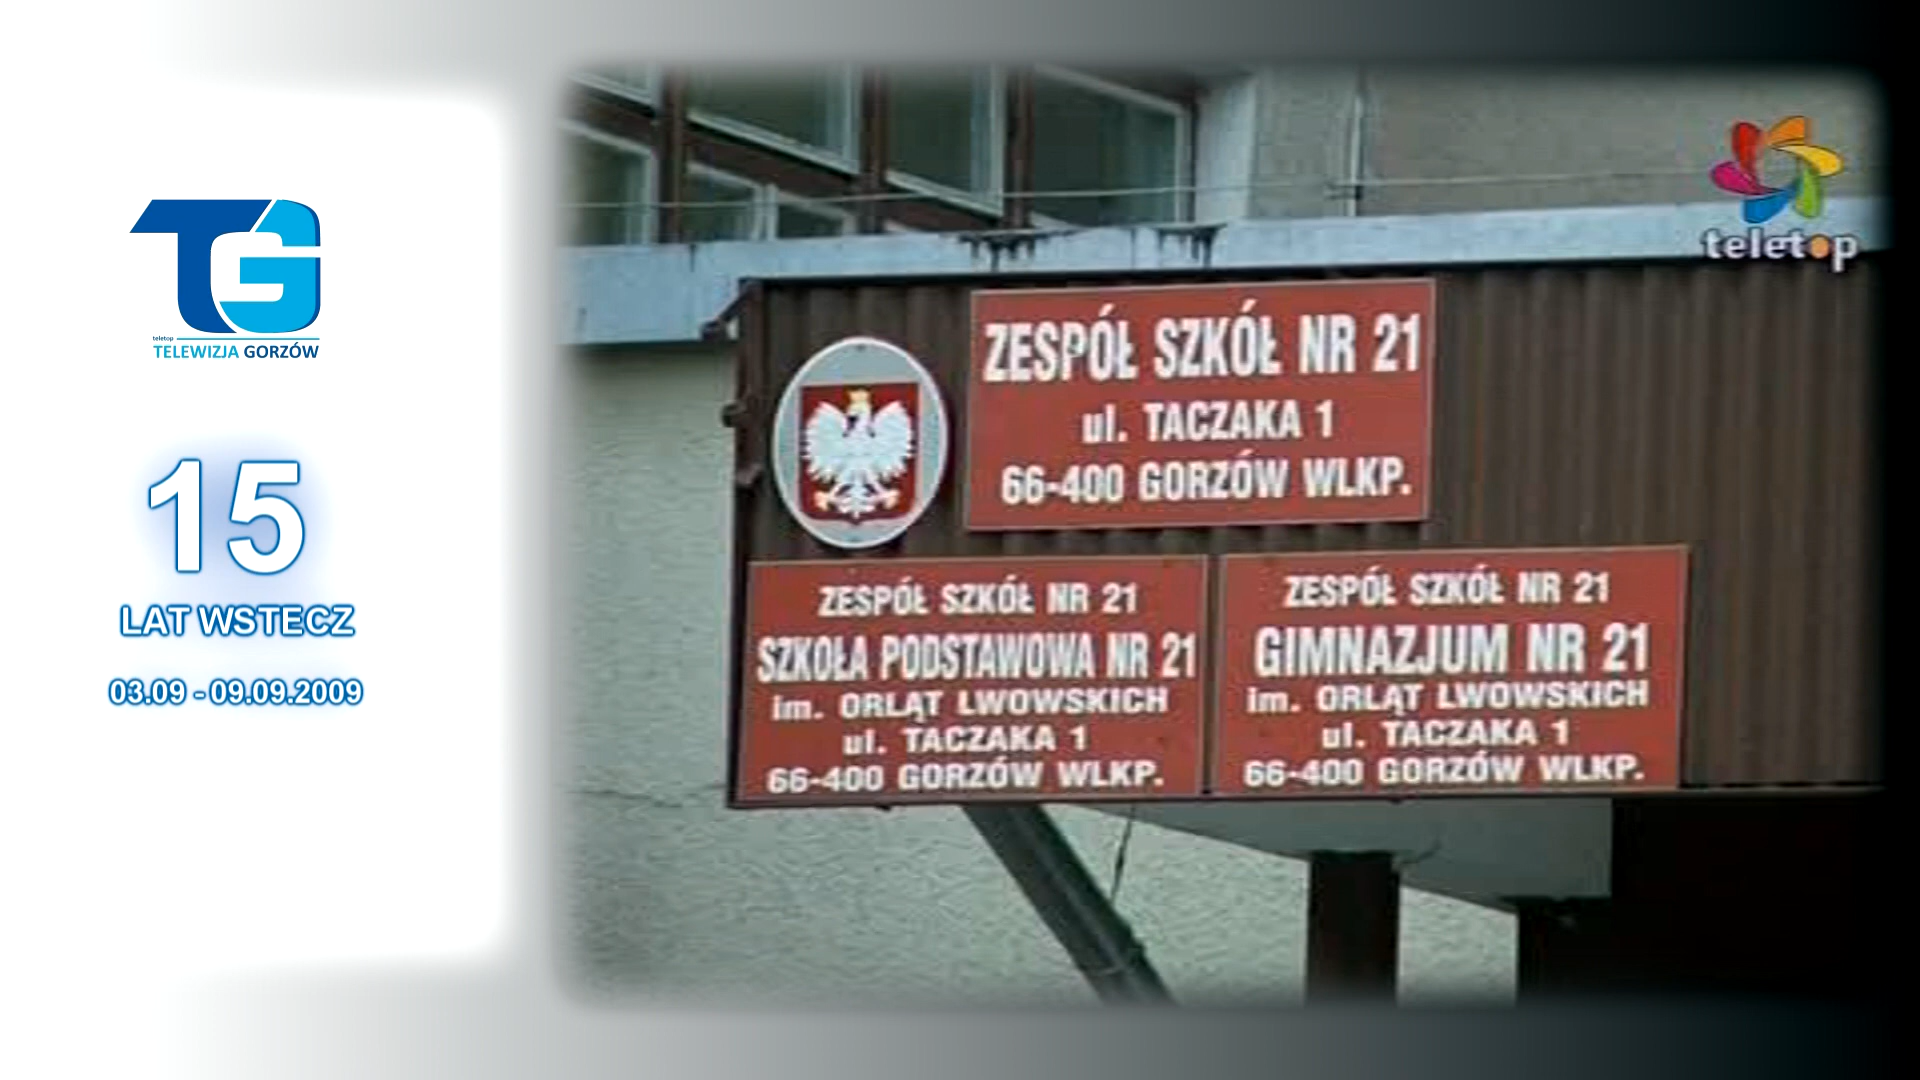 TG
teletop
TELEWIZJA GORZÓW
15
LAT WSTECZ
03.09 - 09.09.2009
teletop
ZESPÓŁ SZKÓŁ NR 21
ul. TACZAKA 1
66-400 GORZÓW WLKP.
ZESPÓŁ SZKÓŁ NR 21
SZKOŁA PODSTAWOWA NR 21
im. ORLĄT LWOWSKICH
ul. TACZAKA 1
66-400 GORZÓW WLKP.
ZESPÓŁ SZKÓŁ NR 21
GIMNAZJUM NR 21
im. ORLĄT LWOWSKICH
ul. TACZAKA 1
66-400 GORZÓW WLKP.